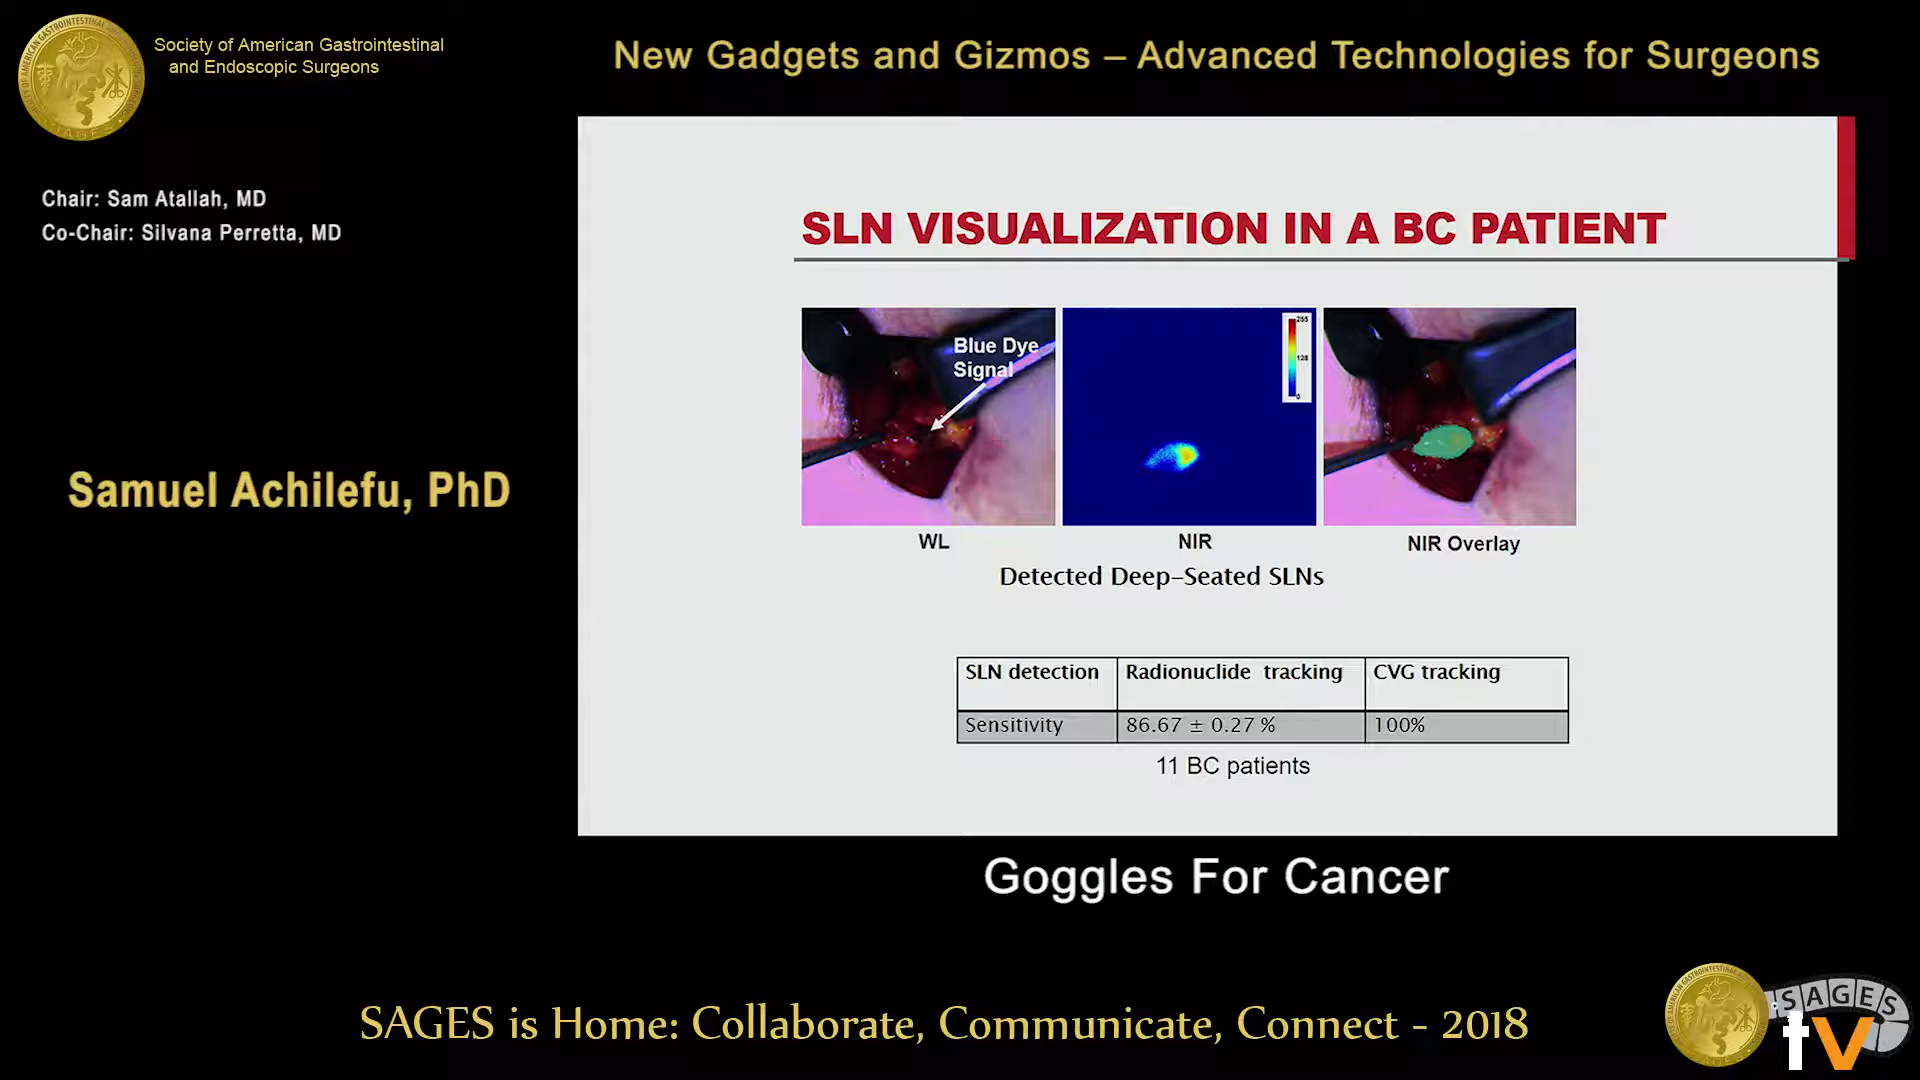 Society of American Gastrointestinal
and Endoscopic Surgeons
New Gadgets and Gizmos – Advanced Technologies for Surgeons
Chair: Sam Atallah, MD
Co-Chair: Silvana Perretta, MD
Samuel Achilefu, PhD
SLN VISUALIZATION IN A BC PATIENT
Blue Dye
Signal
255
128
0
WL
NIR
NIR Overlay
Detected Deep-Seated SLNs
SLN detection Radionuclide tracking CVG tracking
Sensitivity 86.67 ± 0.27 % 100%
11 BC patients
Goggles For Cancer
SAGES is Home: Collaborate, Communicate, Connect - 2018
SAGES
tv